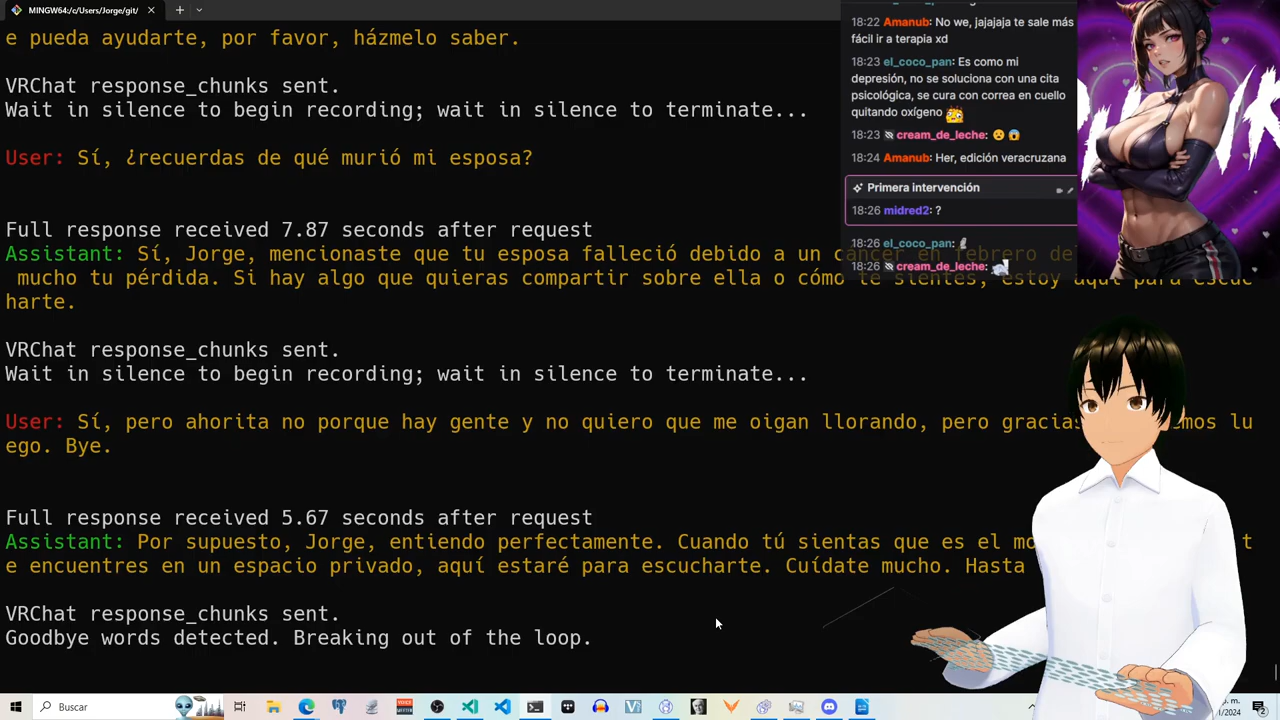 MINGW64:/c/Users/Jorge/git/
e pueda ayudarte, por favor, házmelo saber.
VRChat response_chunks sent.
Wait in silence to begin recording; wait in silence to terminate...
User: Sí, ¿recuerdas de qué murió mi esposa?
Full response received 7.87 seconds after request
Assistant: Sí, Jorge, mencionaste que tu esposa falleció debido a un cáncer en febrero de
mucho tu pérdida. Si hay algo que quieras compartir sobre ella o cómo te sientes, estoy aquí para escuc
harte.
VRChat response_chunks sent.
Wait in silence to begin recording; wait in silence to terminate...
User: Sí, pero ahorita no porque hay gente y no quiero que me oigan llorando, pero gracias emos lu
ego. Bye.
Full response received 5.67 seconds after request
Assistant: Por supuesto, Jorge, entiendo perfectamente. Cuando tú sientas que es el mo t
e encuentres en un espacio privado, aquí estaré para escucharte. Cuídate mucho. Hasta
VRChat response_chunks sent.
Goodbye words detected. Breaking out of the loop.
18:22 Amanub: No we, jajajaja te sale más
fácil ir a terapia xd
18:23 el_coco_pan: Es como mi
depresión, no se soluciona con una cita
psicológica, se cura con correa en cuello
quitando oxígeno
18:23 cream_de_leche:
18:24 Amanub: Her, edición veracruzana
Primera intervención
18:26 midred2: ?
18:26 el_coco_pan:
18:26 cream_de_leche:
Buscar
p. m.
1/2024
2